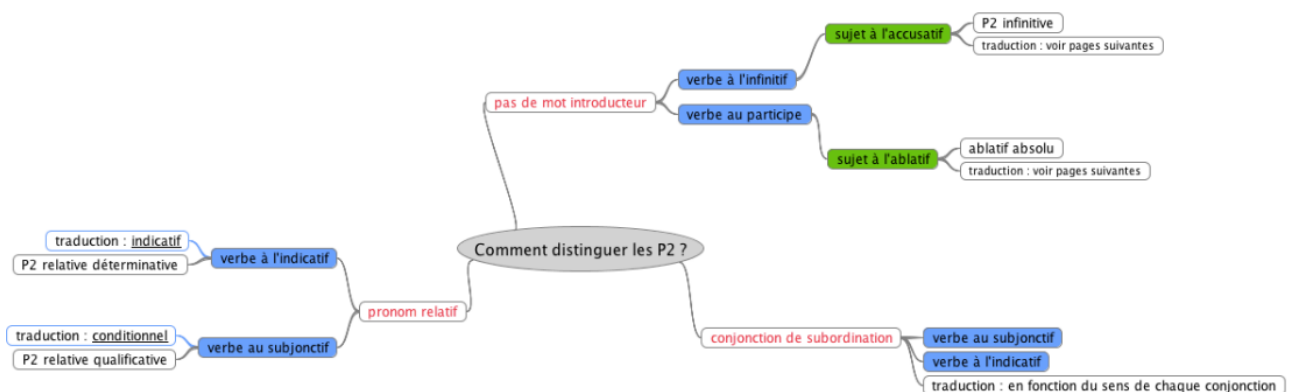 Comment distinguer les P2 ?
pas de mot introducteur
verbe à l'infinitif
sujet à l'accusatif
P2 infinitive
traduction : voir pages suivantes
verbe au participe
sujet à l'ablatif
ablatif absolu
traduction : voir pages suivantes
pronom relatif
verbe à l'indicatif
traduction : indicatif
P2 relative déterminative
verbe au subjonctif
traduction : conditionnel
P2 relative qualificative
conjonction de subordination
verbe au subjonctif
verbe à l'indicatif
traduction : en fonction du sens de chaque conjonction